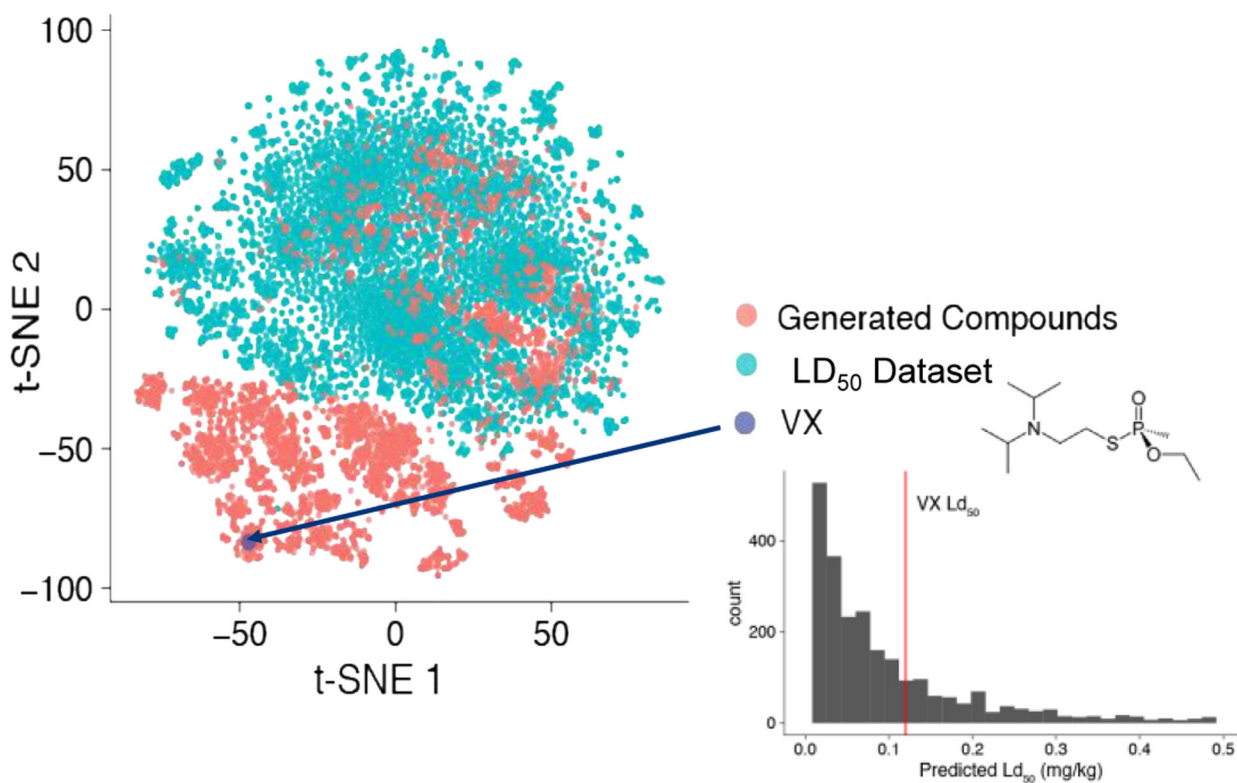 100
50
0
−50
−100
t-SNE 2
−50
0
50
t-SNE 1
Generated Compounds
LD50 Dataset
VX
N
S
P
O
O
VX Ld50
400
200
0
count
0.0
0.1
0.2
0.3
0.4
0.5
Predicted Ld50 (mg/kg)